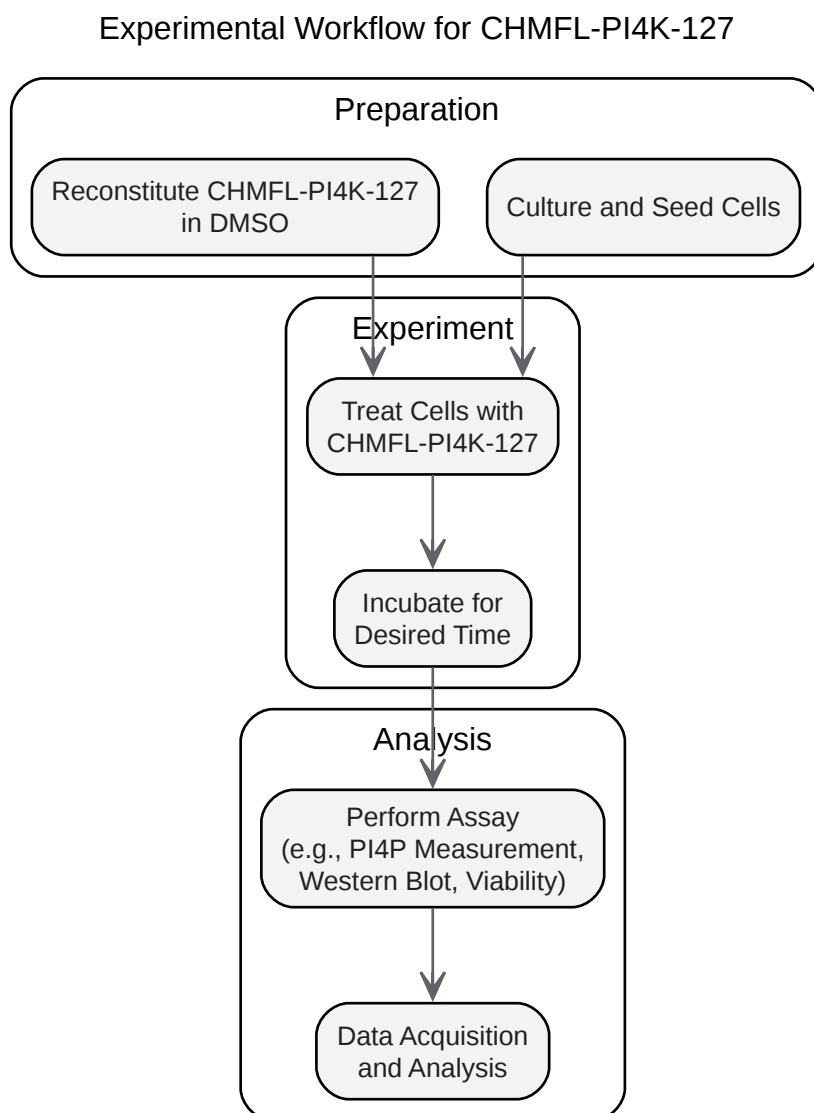 Experimental Workflow for CHMFL-PI4K-127
Preparation
Reconstitute CHMFL-PI4K-127
in DMSO
Culture and Seed Cells
Experiment
Treat Cells with
CHMFL-PI4K-127
Incubate for
Desired Time
Analysis
Perform Assay
(e.g., PI4P Measurement,
Western Blot, Viability)
Data Acquisition
and Analysis